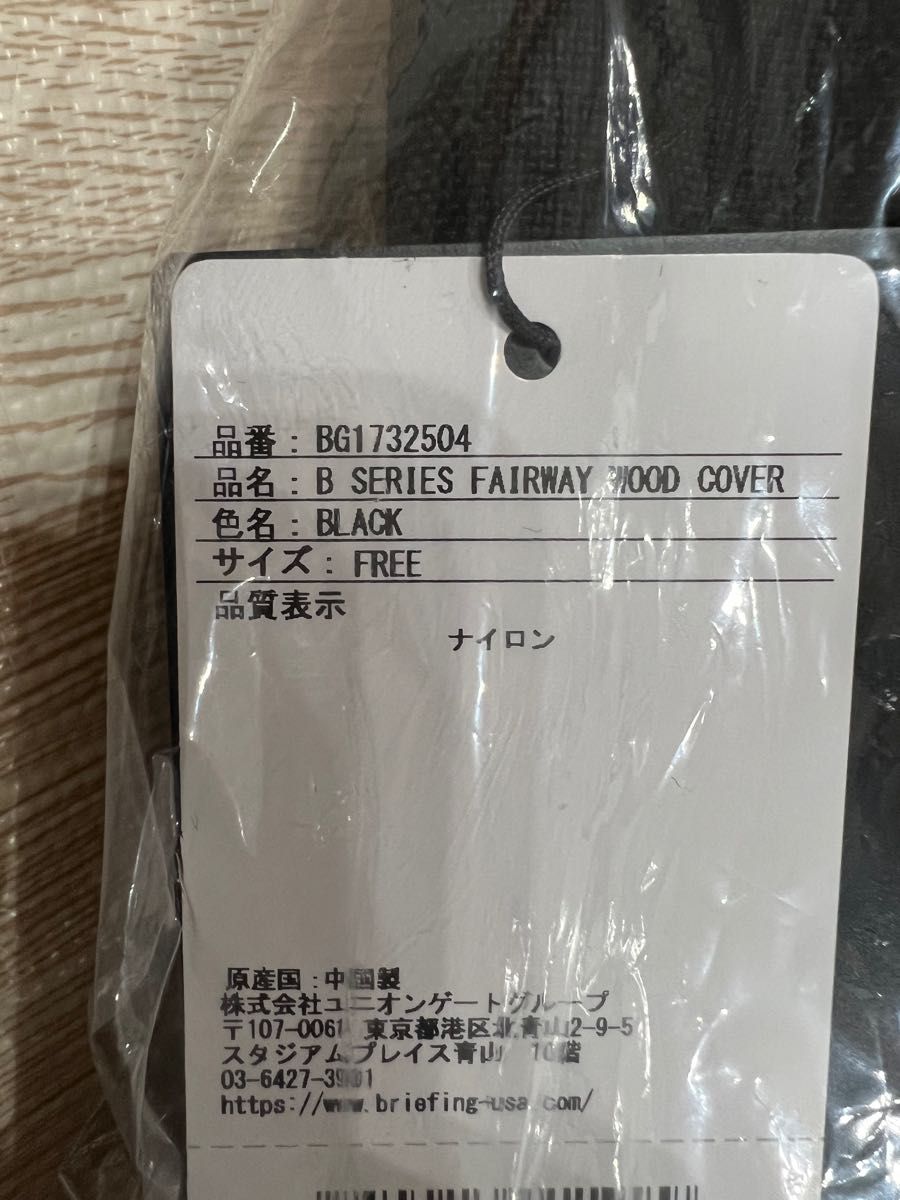 品番：BG1732504
品名：B SERIES FAIRWAY WOOD COVER
色名：BLACK
サイズ：FREE
品質表示
ナイロン
原産国：中国製
株式会社ユニオンゲートグループ
〒107-0061 東京都港区北青山2-9-5
スタジアムプレイス青山 10階
https://www.briefing-usa.com/